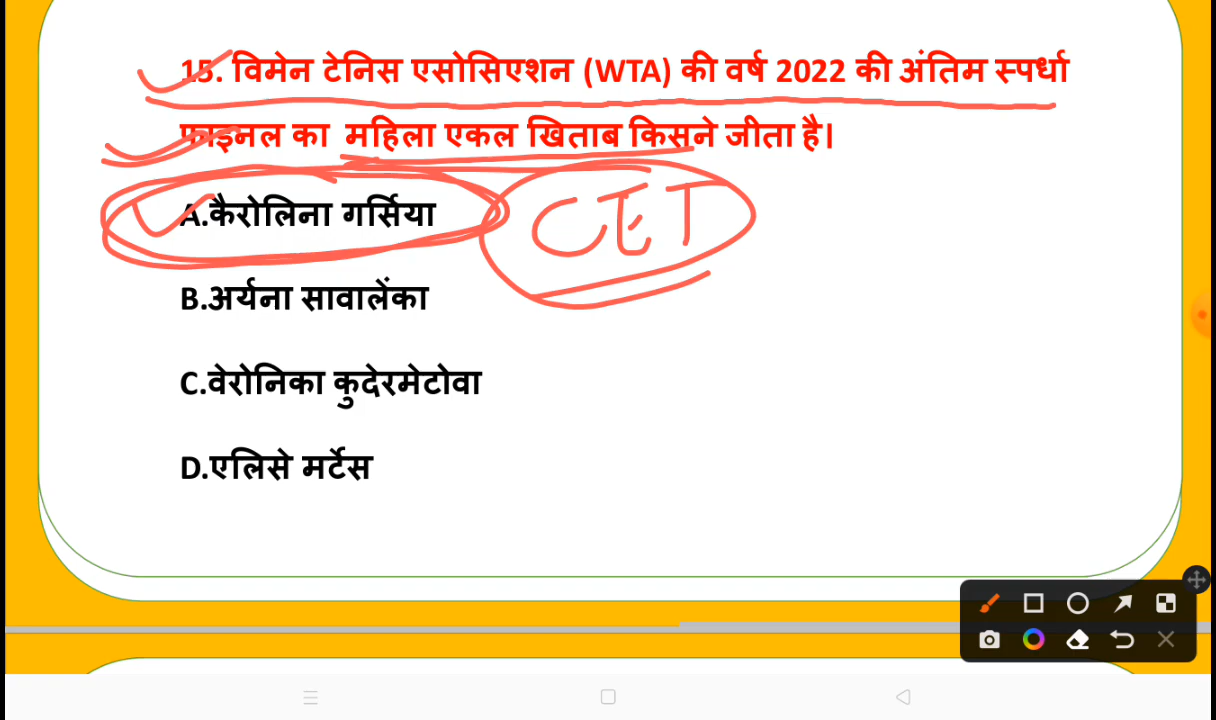 15. विमेन टेनिस एसोसिएशन (WTA) की वर्ष 2022 की अंतिम स्पर्धा
फाइनल का महिला एकल खिताब किसने जीता है।
A.कैरोलिना गर्सिया
CET
B.अर्यना सावालेंका
C.वेरोनिका कुदेरमेटोवा
D.एलिसे मर्टेस